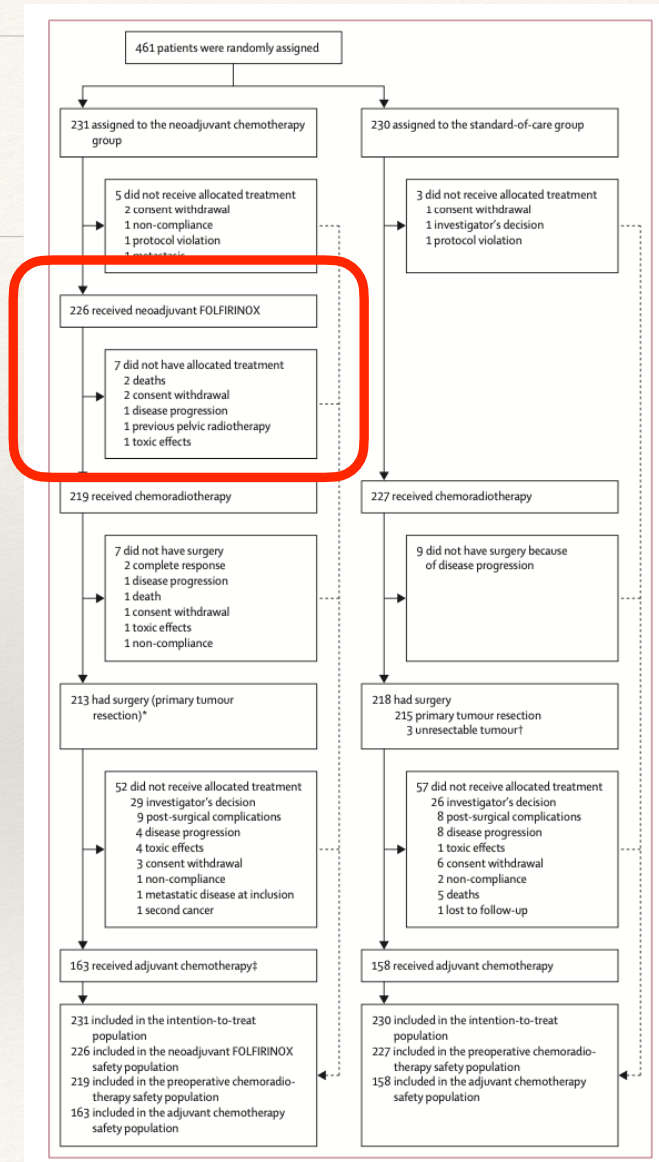 461 patients were randomly assigned
231 assigned to the neoadjuvant chemotherapy
group
230 assigned to the standard-of-care group
5 did not receive allocated treatment
2 consent withdrawal
1 non-compliance
1 protocol violation
1 metastasis
3 did not receive allocated treatment
1 consent withdrawal
1 investigator's decision
1 protocol violation
226 received neoadjuvant FOLFIRINOX
7 did not have allocated treatment
2 deaths
2 consent withdrawal
1 disease progression
1 previous pelvic radiotherapy
1 toxic effects
219 received chemoradiotherapy
227 received chemoradiotherapy
7 did not have surgery
2 complete response
1 disease progression
1 death
1 consent withdrawal
1 toxic effects
1 non-compliance
9 did not have surgery because
of disease progression
213 had surgery (primary tumour
resection)*
218 had surgery
215 primary tumour resection
3 unresectable tumour†
52 did not receive allocated treatment
29 investigator's decision
9 post-surgical complications
4 disease progression
4 toxic effects
3 consent withdrawal
1 non-compliance
1 metastatic disease at inclusion
1 second cancer
57 did not receive allocated treatment
26 investigator's decision
8 post-surgical complications
8 disease progression
1 toxic effects
6 consent withdrawal
2 non-compliance
5 deaths
1 lost to follow-up
163 received adjuvant chemotherapy‡
158 received adjuvant chemotherapy
231 included in the intention-to-treat
population
226 included in the neoadjuvant FOLFIRINOX
safety population
219 included in the preoperative chemoradio-
therapy safety population
163 included in the adjuvant chemotherapy
safety population
230 included in the intention-to-treat
population
227 included in the preoperative chemoradio-
therapy safety population
158 included in the adjuvant chemotherapy
safety population